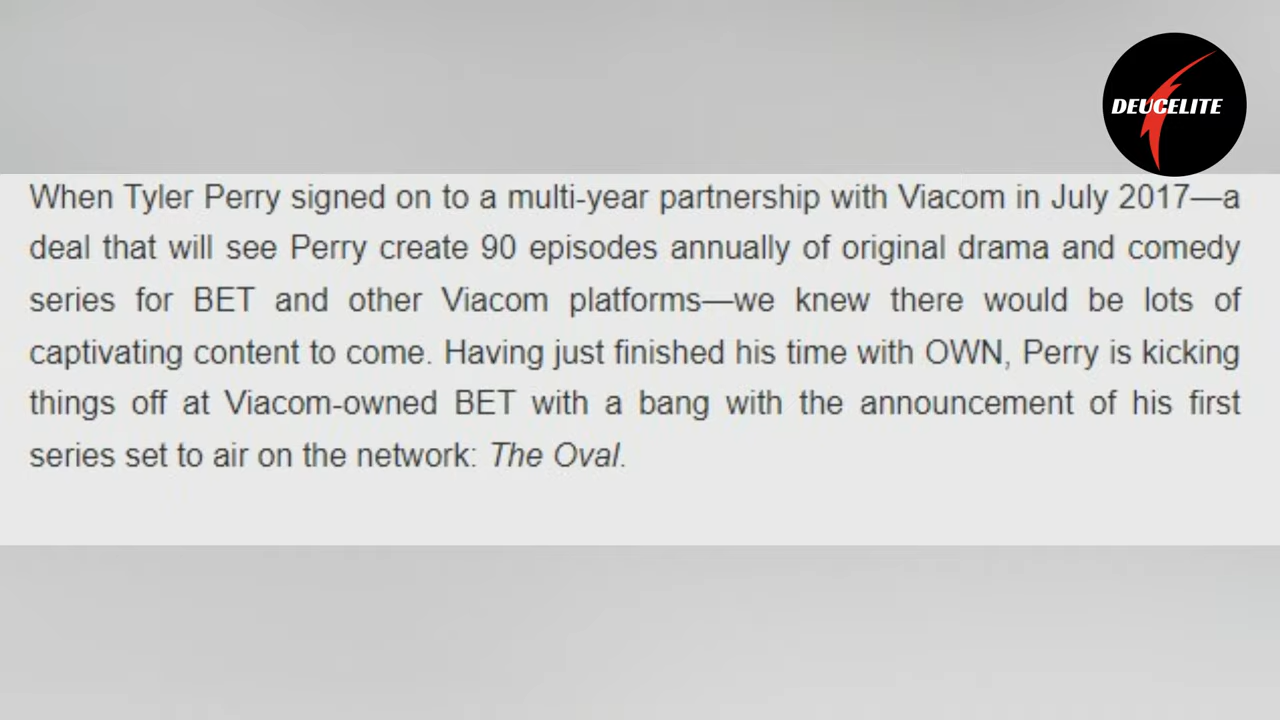 DEUCELITE
When Tyler Perry signed on to a multi-year partnership with Viacom in July 2017—a
deal that will see Perry create 90 episodes annually of original drama and comedy
series for BET and other Viacom platforms—we knew there would be lots of
captivating content to come. Having just finished his time with OWN, Perry is kicking
things off at Viacom-owned BET with a bang with the announcement of his first
series set to air on the network: The Oval.